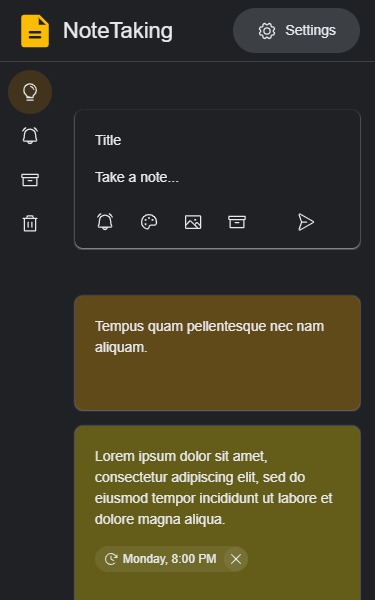 NoteTaking
Settings
Title
Take a note...
Tempus quam pellentesque nec nam
aliquam.
Lorem ipsum dolor sit amet,
consectetur adipiscing elit, sed do
eiusmod tempor incididunt ut labore et
dolore magna aliqua.
Monday, 8:00 PM